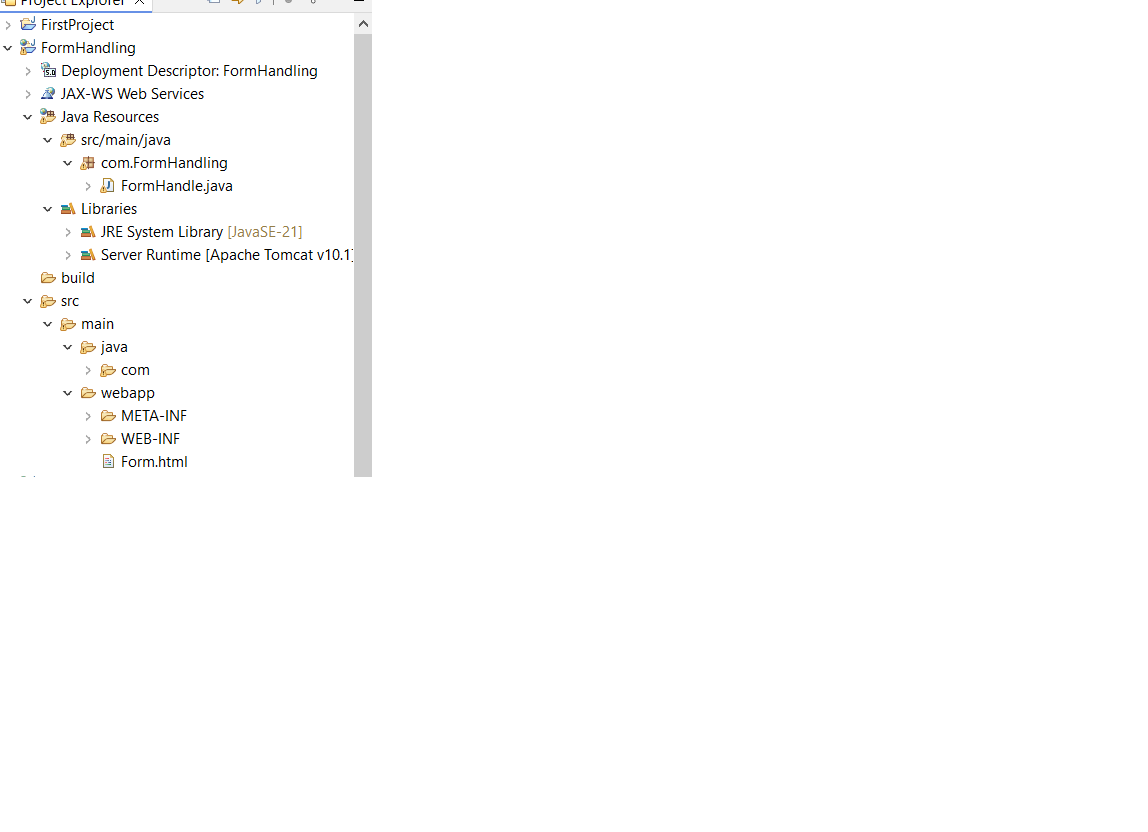 Project Explorer
FirstProject
FormHandling
Deployment Descriptor: FormHandling
JAX-WS Web Services
Java Resources
src/main/java
com.FormHandling
FormHandle.java
Libraries
JRE System Library [JavaSE-21]
Server Runtime [Apache Tomcat v10.1]
build
src
main
java
com
webapp
META-INF
WEB-INF
Form.html